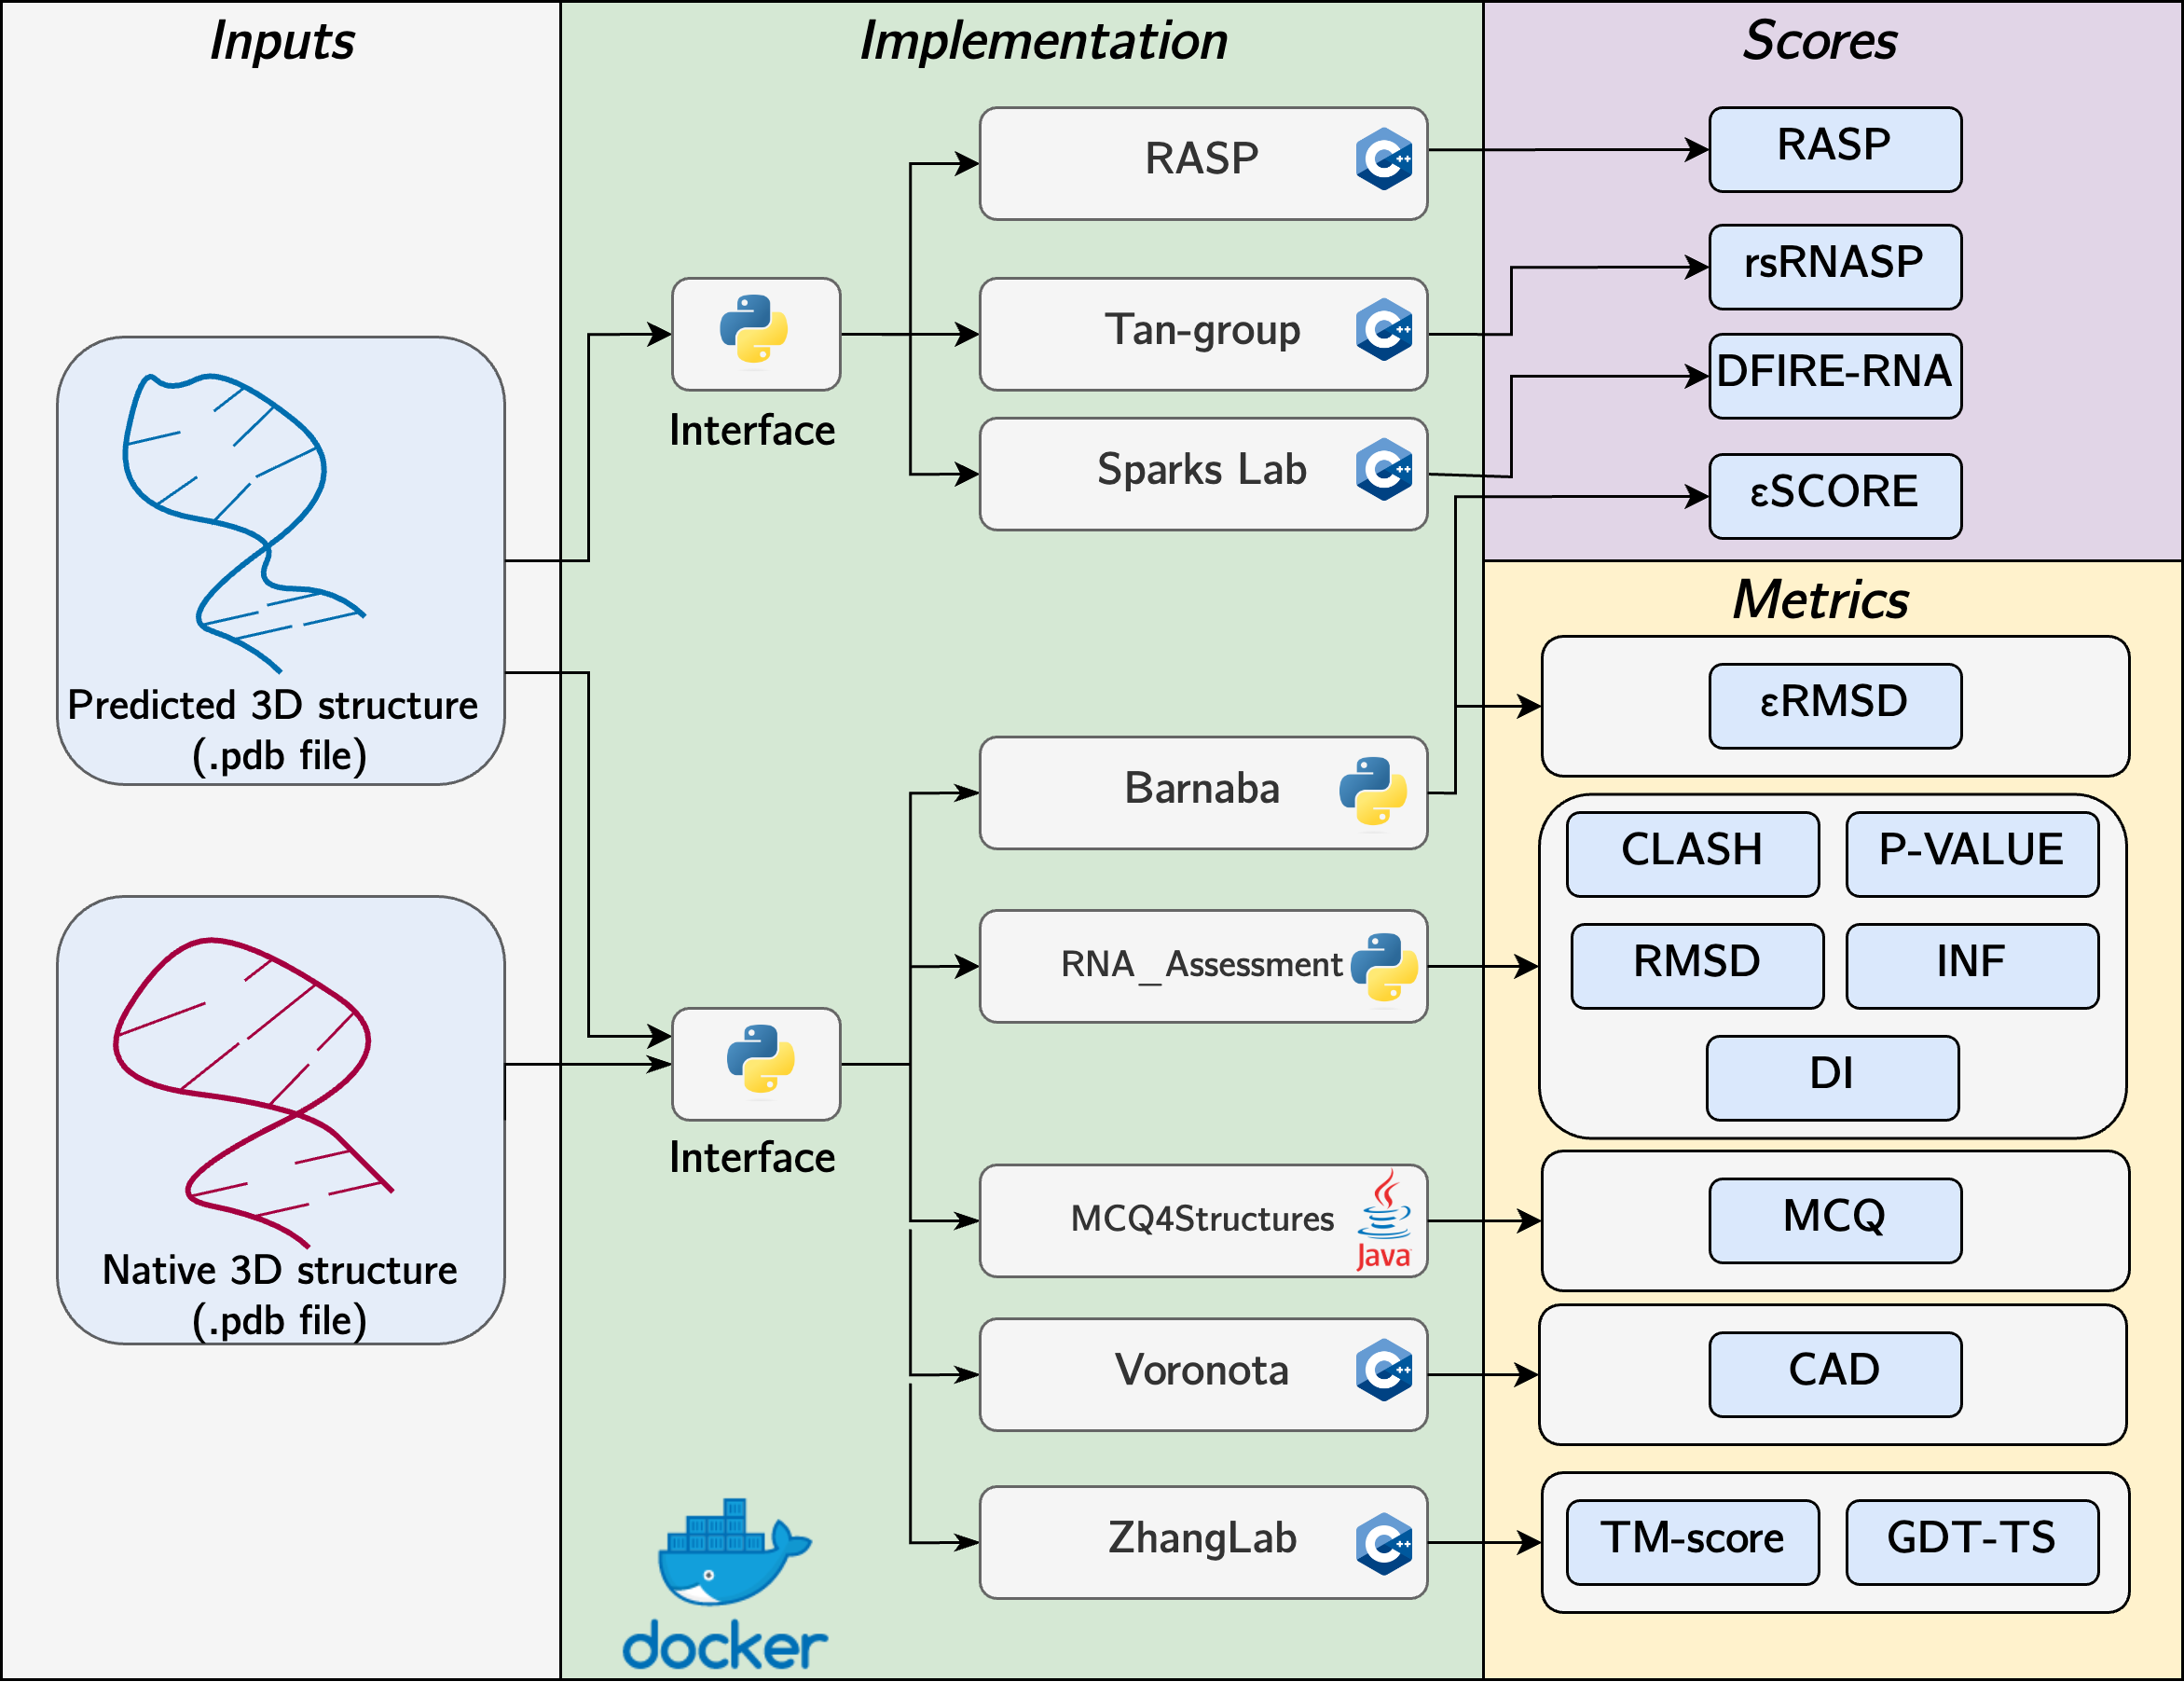 Inputs
Predicted 3D structure
(.pdb file)
Native 3D structure
(.pdb file)
Implementation
Interface
RASP
Tan-group
Sparks Lab
Interface
Barnaba
RNA_Assessment
MCQ4Structures
Java
Voronota
ZhangLab
docker
Scores
RASP
rsRNASP
DFIRE-RNA
εSCORE
Metrics
εRMSD
CLASH P-VALUE
RMSD INF
DI
MCQ
CAD
TM-score GDT-TS
C++
C++
C++
C++
C++